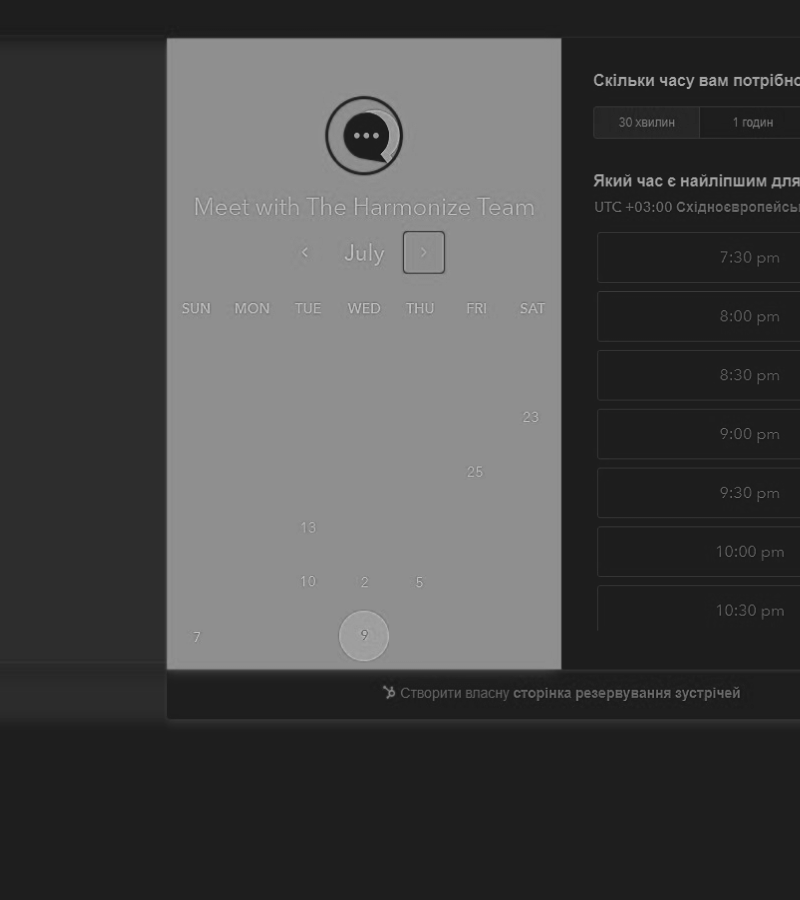 Meet with The Harmonize Team
July
SUN MON TUE WED THU FRI SAT
23
25
13
10 2 5
7 9
Скільки часу вам потрібно
30 хвилин 1 годин
Який час є найліпшим для
UTC +03:00 Східноєвропейсь
7:30 pm
8:00 pm
8:30 pm
9:00 pm
9:30 pm
10:00 pm
10:30 pm
Створити власну сторінка резервування зустрічей